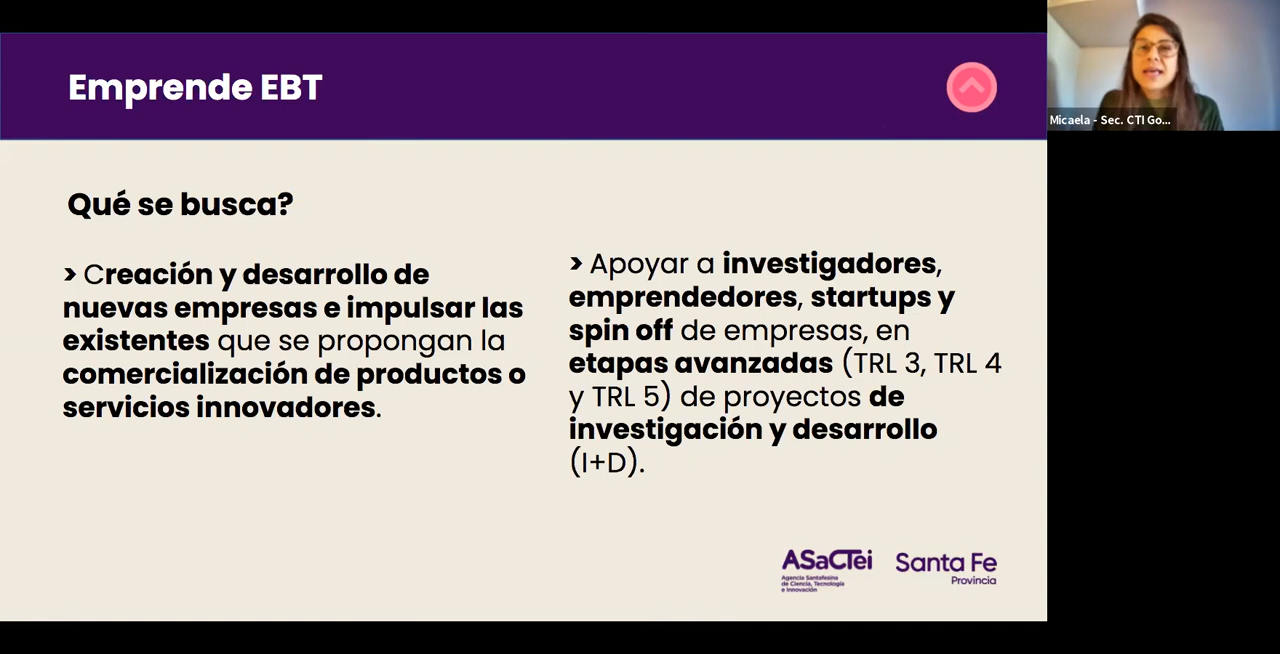 Emprende EBT
Micaela - Sec. CTI Go...
Qué se busca?
> Creación y desarrollo de
nuevas empresas e impulsar las
existentes que se propongan la
comercialización de productos o
servicios innovadores.
> Apoyar a investigadores,
emprendedores, startups y
spin off de empresas, en
etapas avanzadas (TRL 3, TRL 4
y TRL 5) de proyectos de
investigación y desarrollo
(I+D).
ASaCTei
Agencia Santafesina
de Ciencia, Tecnología
e Innovación
Santa Fe
Provincia